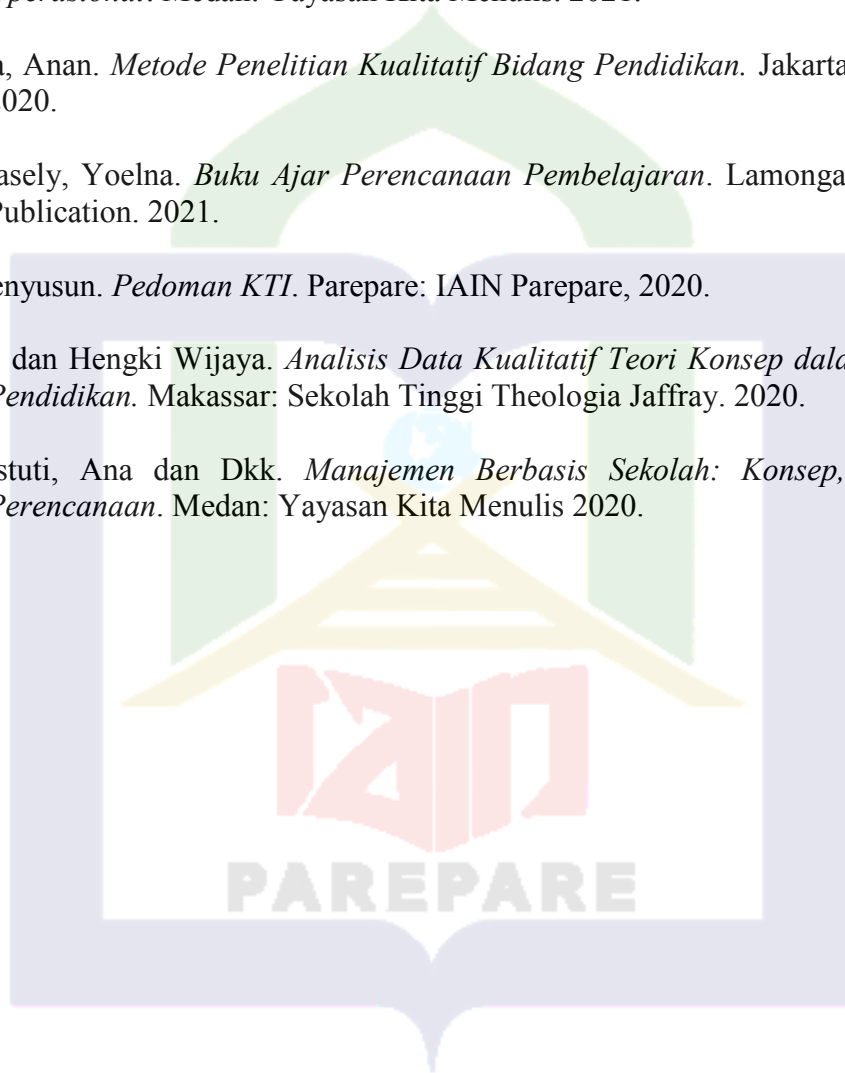 Medan: Yayasan Kita Menulis. 2021.
Anan. Metode Penelitian Kualitatif Bidang Pendidikan. Jakarta
2020.
Yoelna. Buku Ajar Perencanaan Pembelajaran. Lamonga
Publication. 2021.
enyusun. Pedoman KTI. Parepare: IAIN Parepare, 2020.
dan Hengki Wijaya. Analisis Data Kualitatif Teori Konsep dala
Pendidikan. Makassar: Sekolah Tinggi Theologia Jaffray. 2020.
stuti, Ana dan Dkk. Manajemen Berbasis Sekolah: Konsep,
Perencanaan. Medan: Yayasan Kita Menulis 2020.
iain
PAREPARE